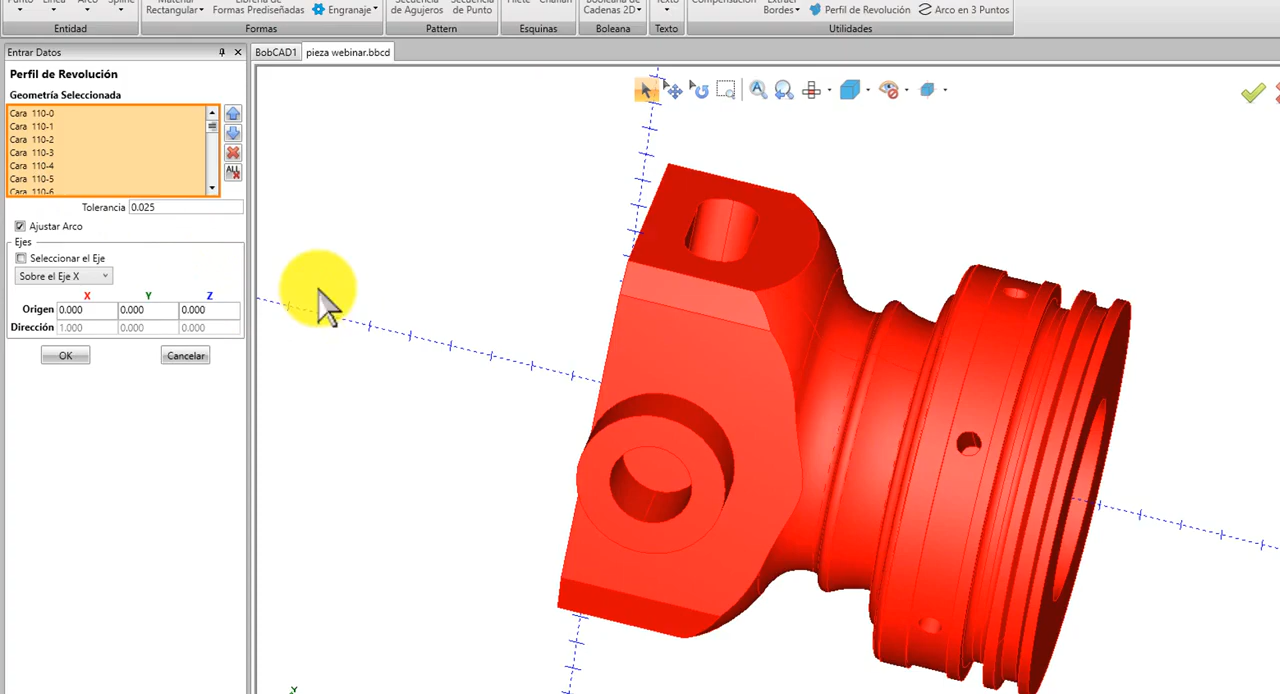 Punto Línea Arco Spline Material Librería de Secuencia Secuencia Filete Chaflán Booleana de Texto Compensación Extraer
Rectangular Formas Prediseñadas Engranaje de Agujeros de Punto Cadenas 2D Bordes Perfil de Revolución Arco en 3 Puntos
Entidad Formas Pattern Esquinas Boleana Texto Utilidades
Entrar Datos BobCAD1 pieza webinar.bbcd
Perfil de Revolución
Geometría Seleccionada
Cara 110-0
Cara 110-1
Cara 110-2
Cara 110-3
Cara 110-4
Cara 110-5
Cara 110-6
ALL
Tolerancia 0.025
Ajustar Arco
Ejes
Seleccionar el Eje
Sobre el Eje X
X Y Z
Origen 0.000 0.000 0.000
Dirección 1.000 0.000 0.000
OK Cancelar
Y